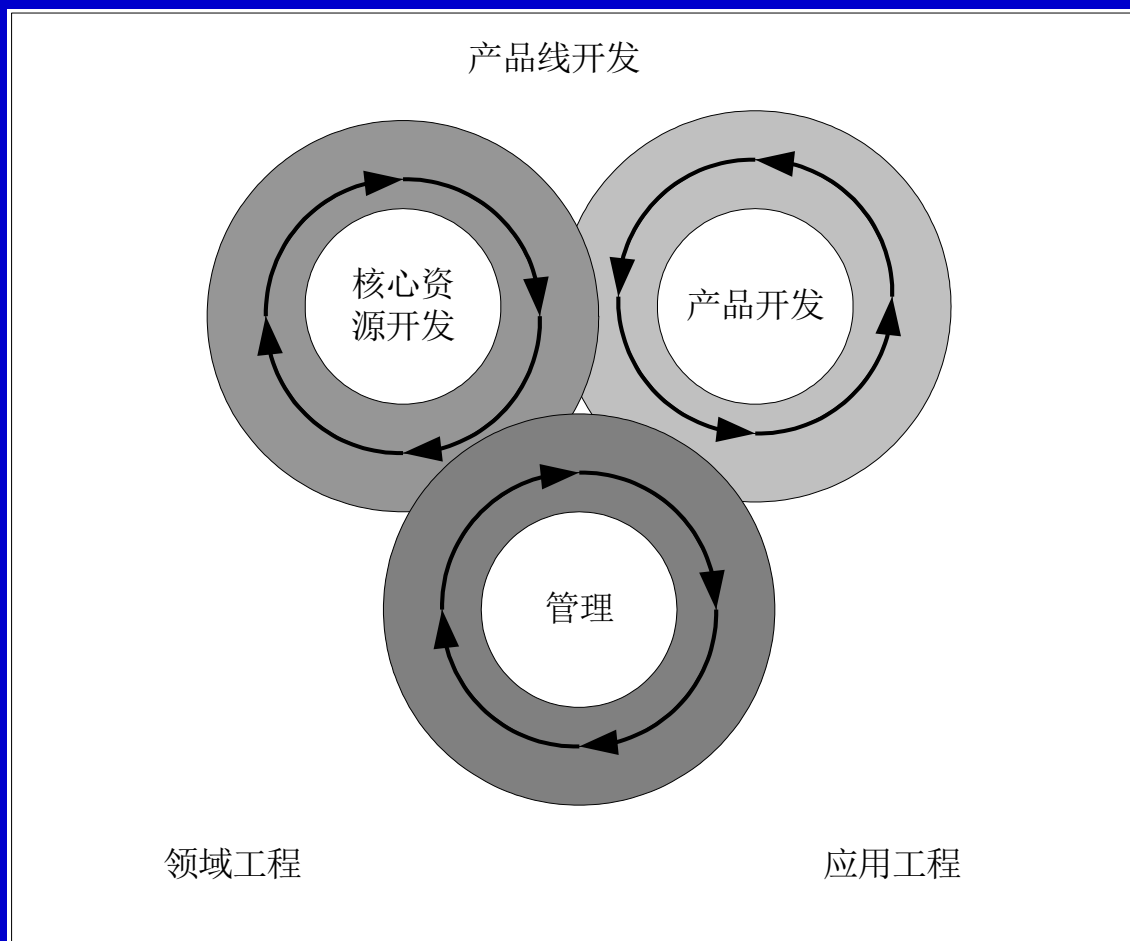 产品线开发
核心资
源开发
产品开发
管理
领域工程
应用工程